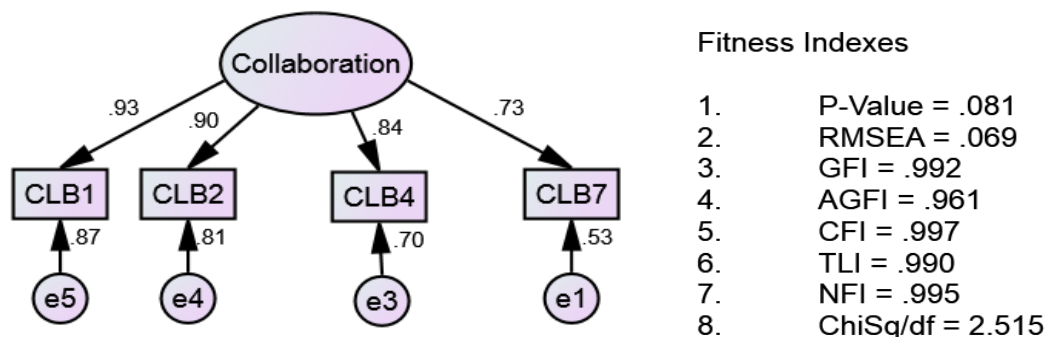 Collaboration
.93
.90
.84
.73
CLB1
CLB2
CLB4
CLB7
.87
.81
.70
.53
e5
e4
e3
e1
Fitness Indexes
1. P-Value = .081
2. RMSEA = .069
3. GFI = .992
4. AGFI = .961
5. CFI = .997
6. TLI = .990
7. NFI = .995
8. ChiSq/df = 2.515